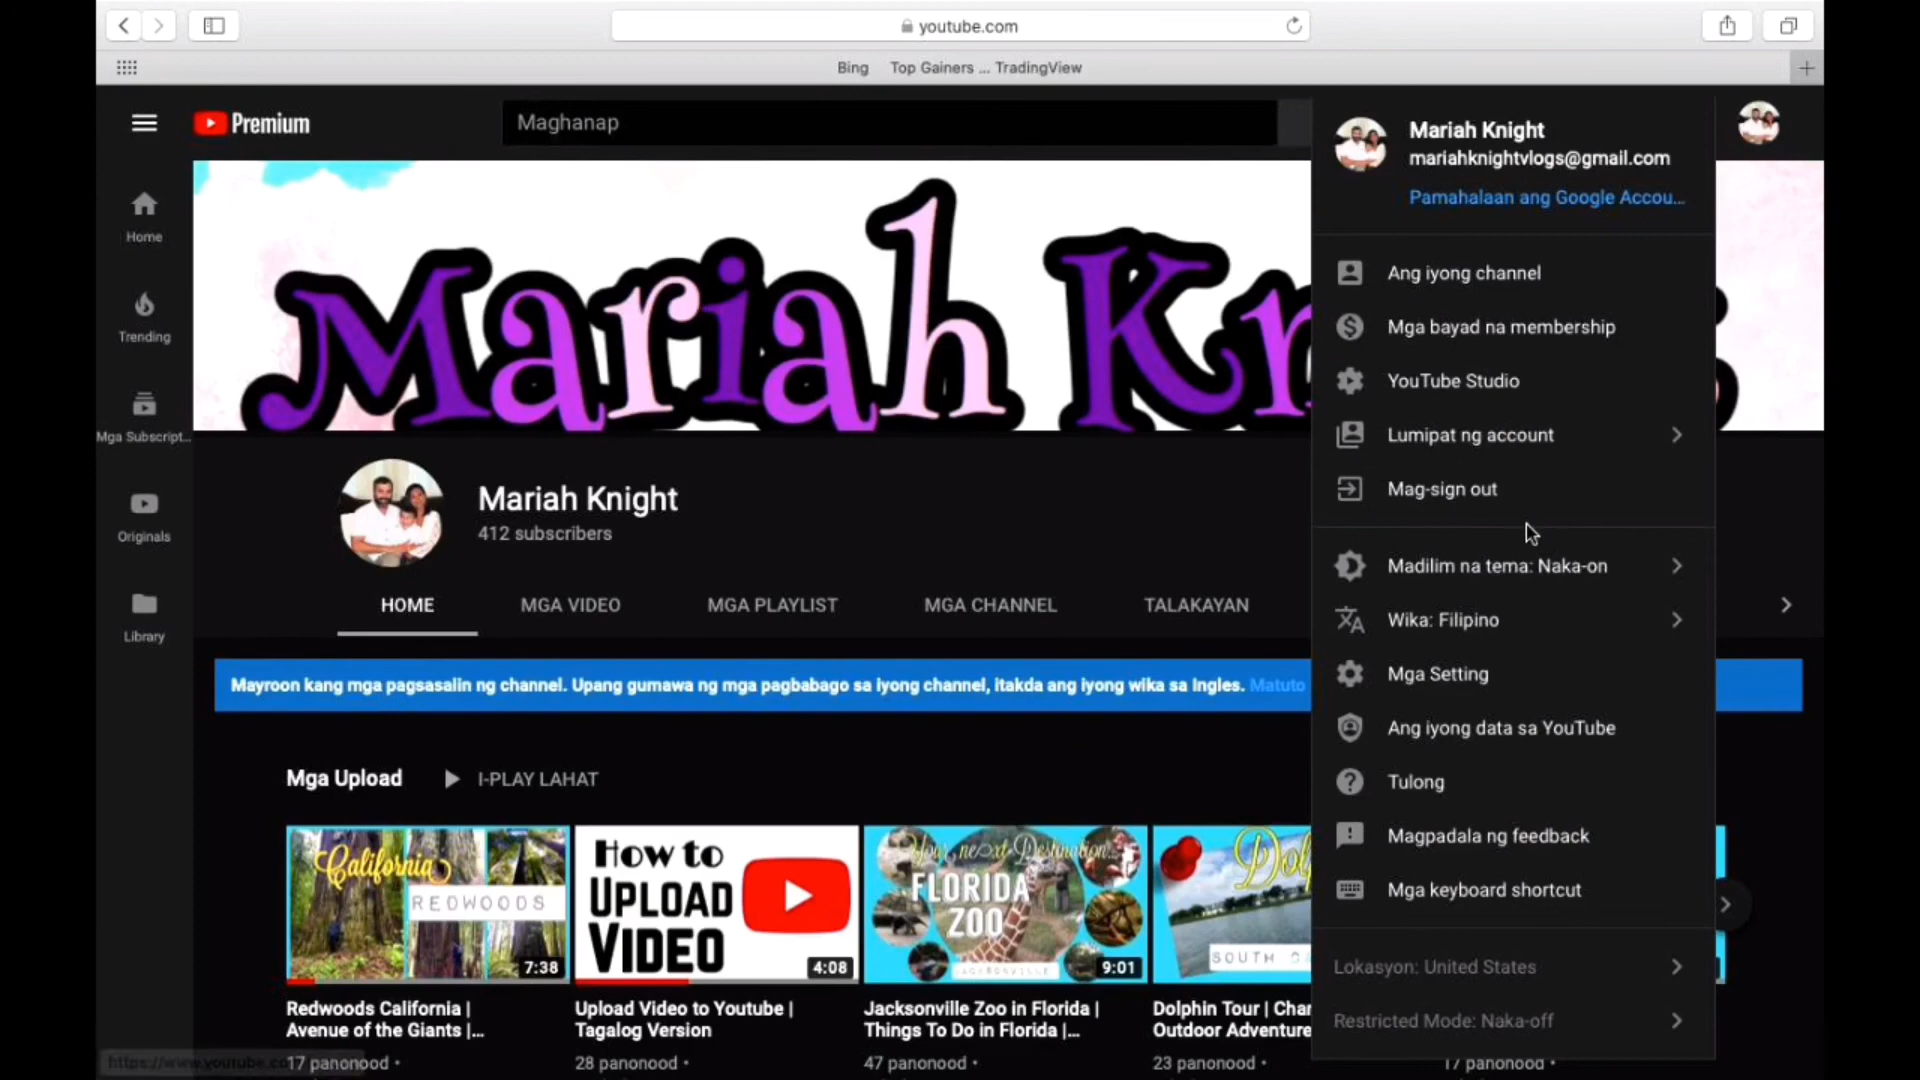 youtube.com
Bing
Top Gainers ... TradingView
Premium
Maghanap
Mariah Knight
mariahknightvlogs@gmail.com
Pamahalaan ang Google Accou...
Home
Trending
Mga Subscript...
Originals
Library
Mariah Kn
Mariah Knight
412 subscribers
HOME
MGA VIDEO
MGA PLAYLIST
MGA CHANNEL
TALAKAYAN
Mayroon kang mga pagsasalin ng channel. Upang gumawa ng mga pagbabago sa iyong channel, itakda ang iyong wika sa Ingles. Matuto
Mga Upload
I-PLAY LAHAT
California
REDWOODS
7:38
How to
UPLOAD
VIDEO
4:08
Your next Destination...
FLORIDA
ZOO
JACKSONVILLE
9:01
Dol
SOUTH
Redwoods California |
Avenue of the Giants |...
17 panonood •
Upload Video to Youtube |
Tagalog Version
28 panonood •
Jacksonville Zoo in Florida |
Things To Do in Florida |...
47 panonood •
Dolphin Tour | Char
Outdoor Adventure
23 panonood •
17 panonood •
Ang iyong channel
Mga bayad na membership
YouTube Studio
Lumipat ng account
Mag-sign out
Madilim na tema: Naka-on
Wika: Filipino
Mga Setting
Ang iyong data sa YouTube
Tulong
Magpadala ng feedback
Mga keyboard shortcut
Lokasyon: United States
Restricted Mode: Naka-off
https://www.youtube.co